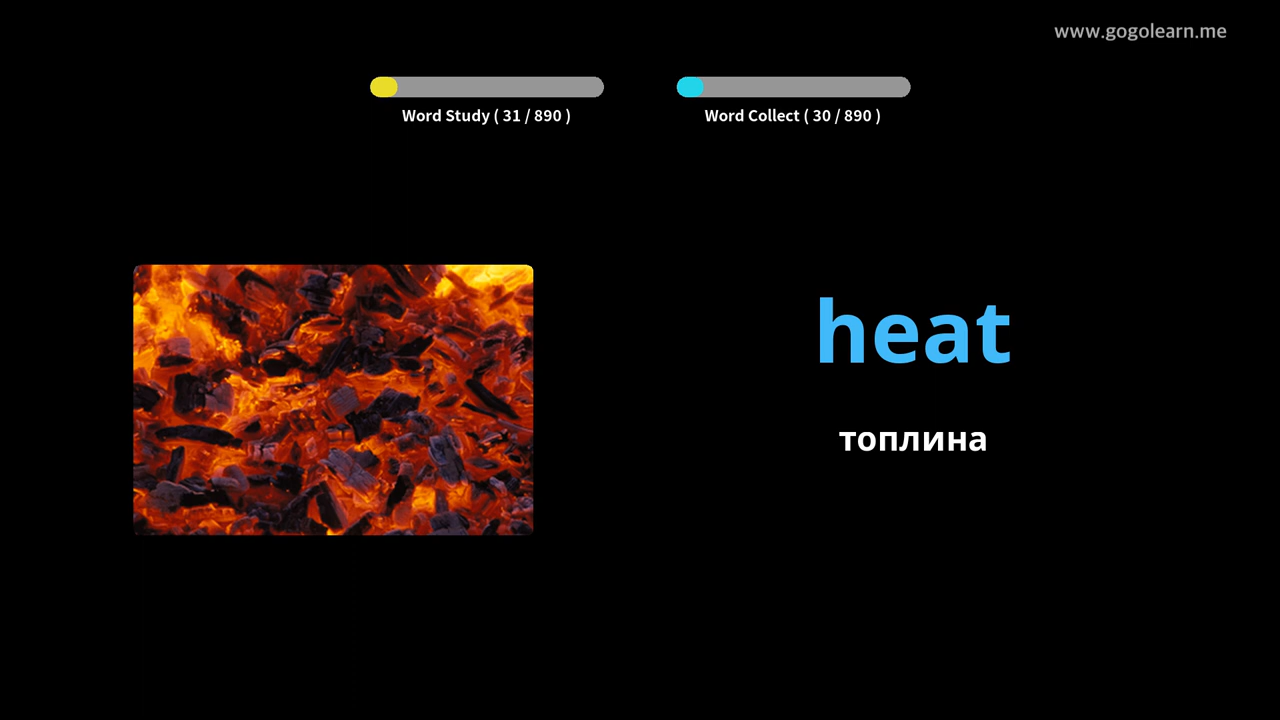 www.gogolearn.me
Word Study ( 31 / 890 )
Word Collect ( 30 / 890 )
heat
топлина